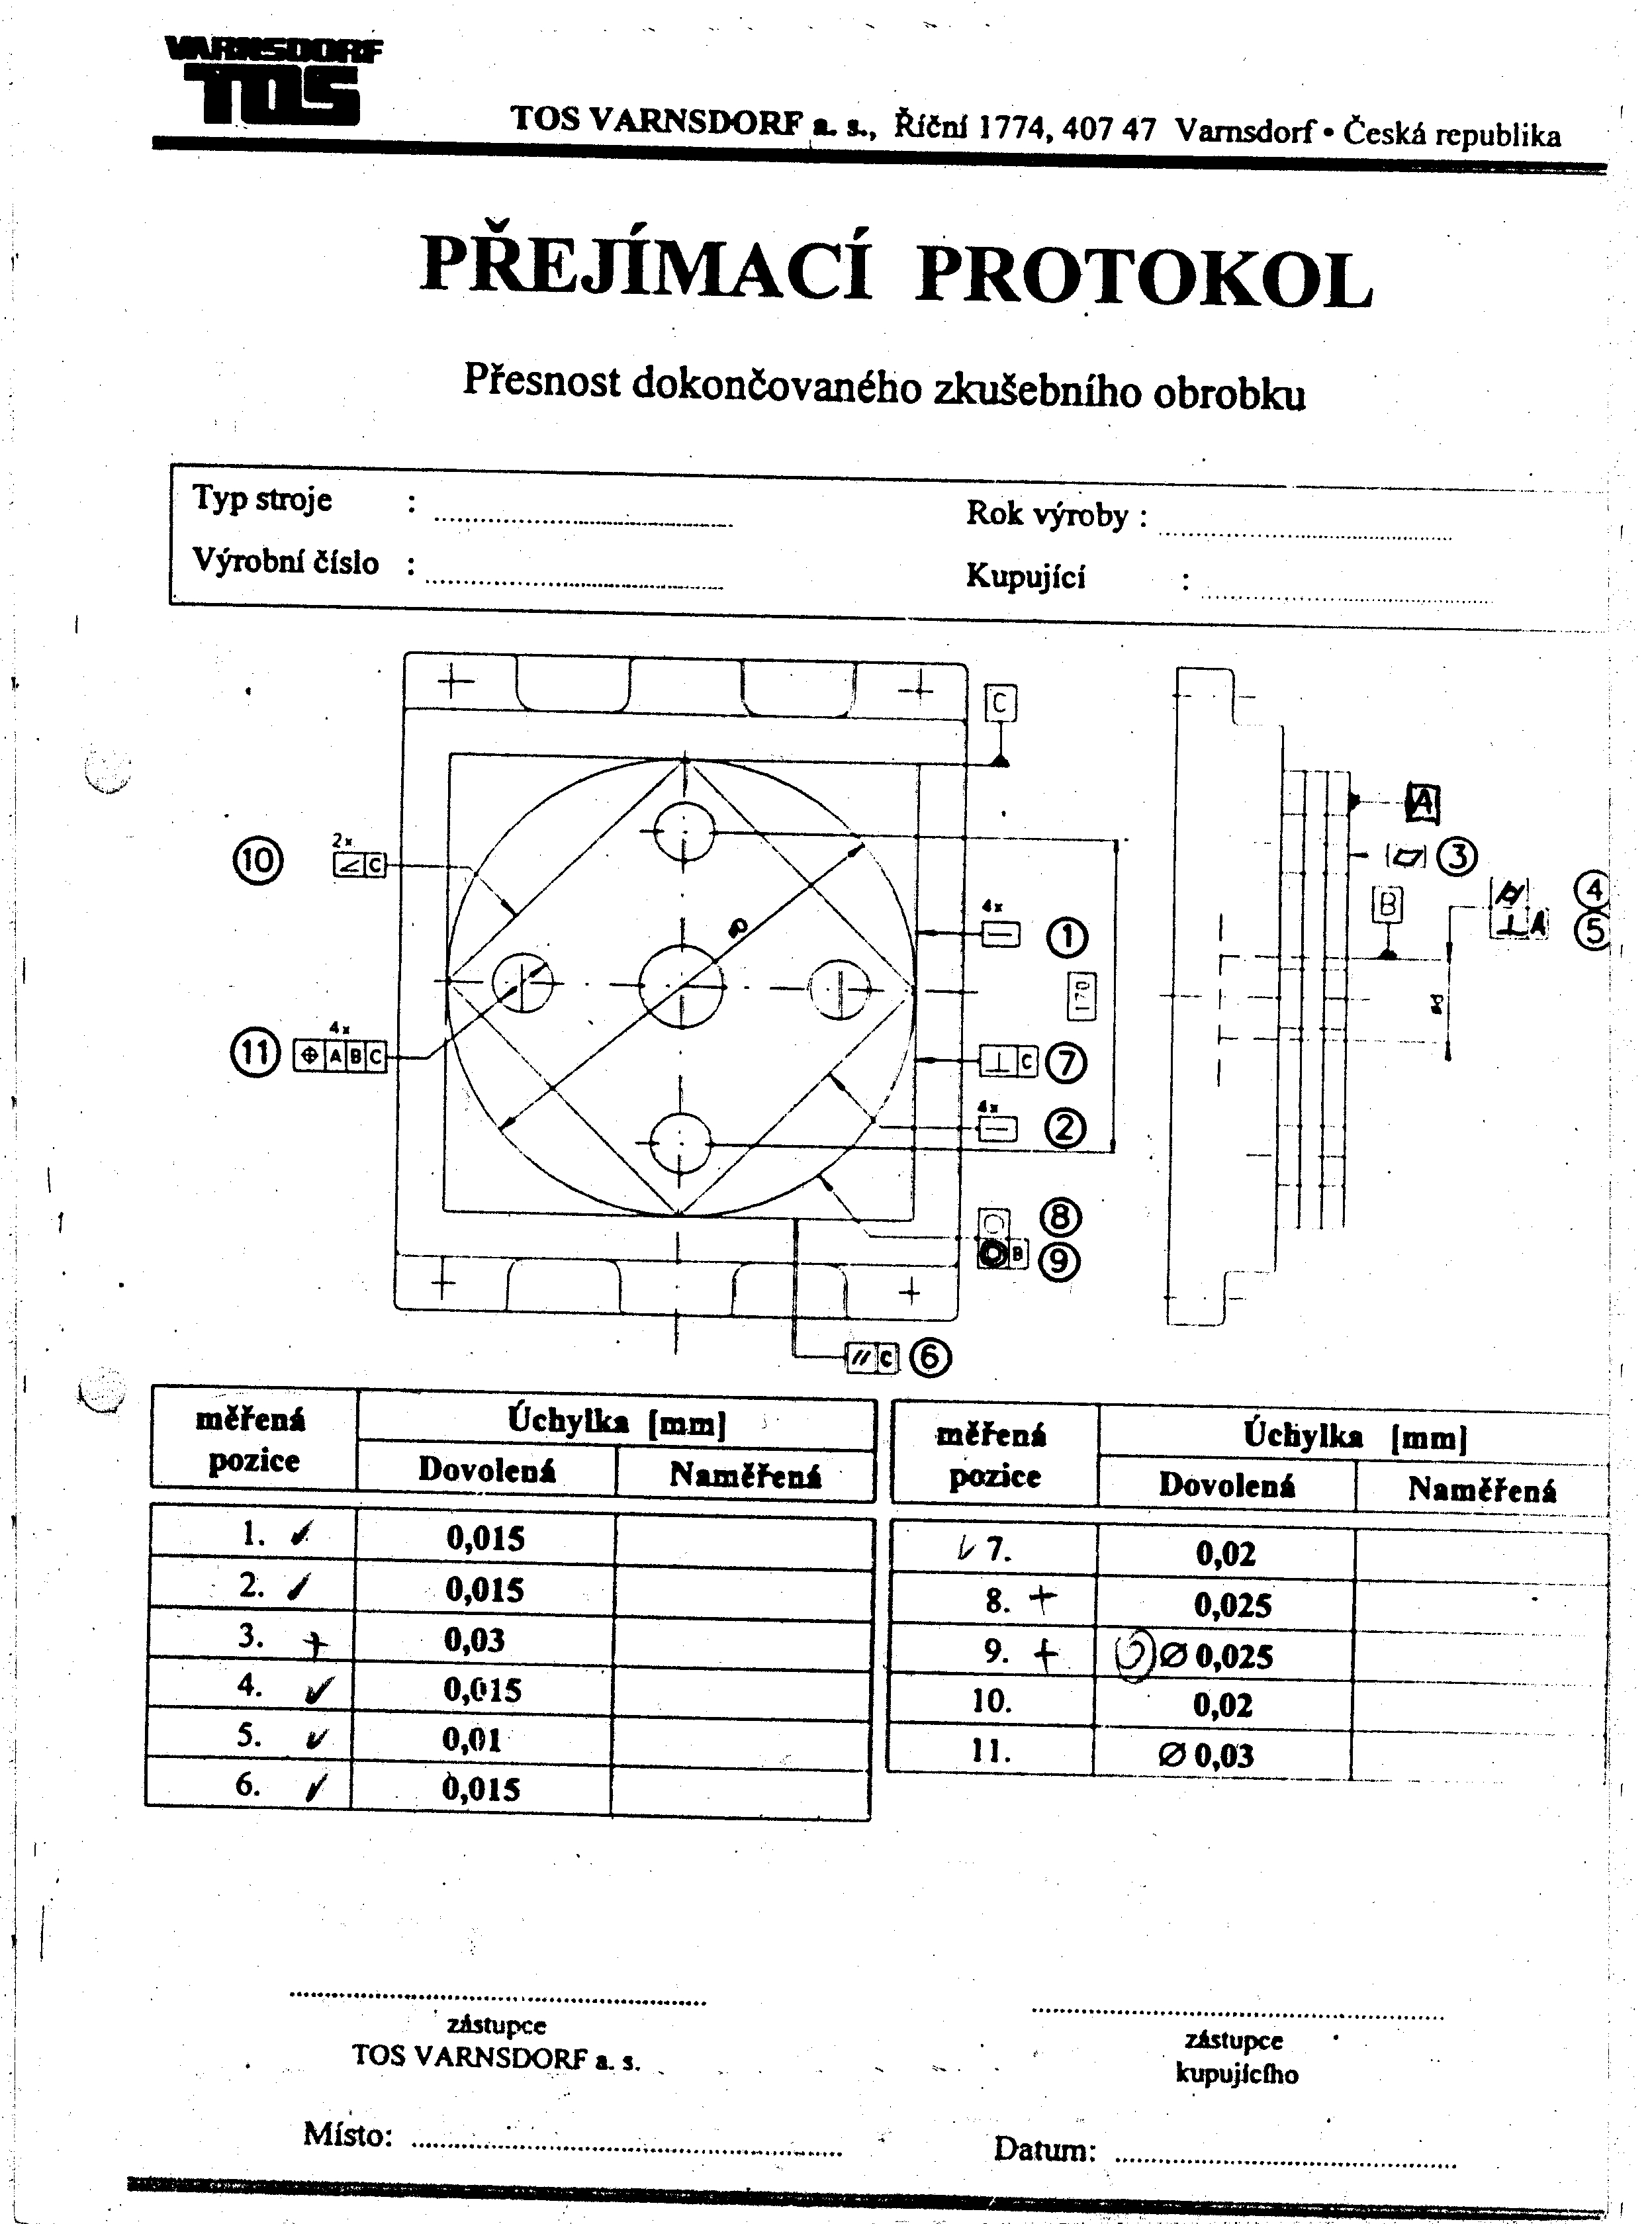 VARNSDORF
TOS
TOS VARNSDORF a. s., Říční 1774, 407 47 Varnsdorf • Česká republika
PŘEJÍMACÍ PROTOKOL
Přesnost dokončovaného zkušebního obrobku
Typ stroje : Rok výroby :
Výrobní číslo : Kupující :
C
A
10 2x ∠ C
▱ 3
B
4
⊥ A 5
4x — 1
170
11 4x ⌖ A B C
⊥ C 7
4x — 2
○ 8
◎ B 9
// C 6
měřená pozice Úchylka [mm] měřená pozice Úchylka [mm]
Dovolená Naměřená Dovolená Naměřená
1. ✓ 0,015 ✓ 7. 0,02
2. ✓ 0,015 8. + 0,025
3. + 0,03 9. + Ø 0,025
4. ✓ 0,015 10. 0,02
5. ✓ 0,01 11. Ø 0,03
6. ✓ 0,015
zástupce zástupce
TOS VARNSDORF a. s. kupujícího
Místo: Datum: